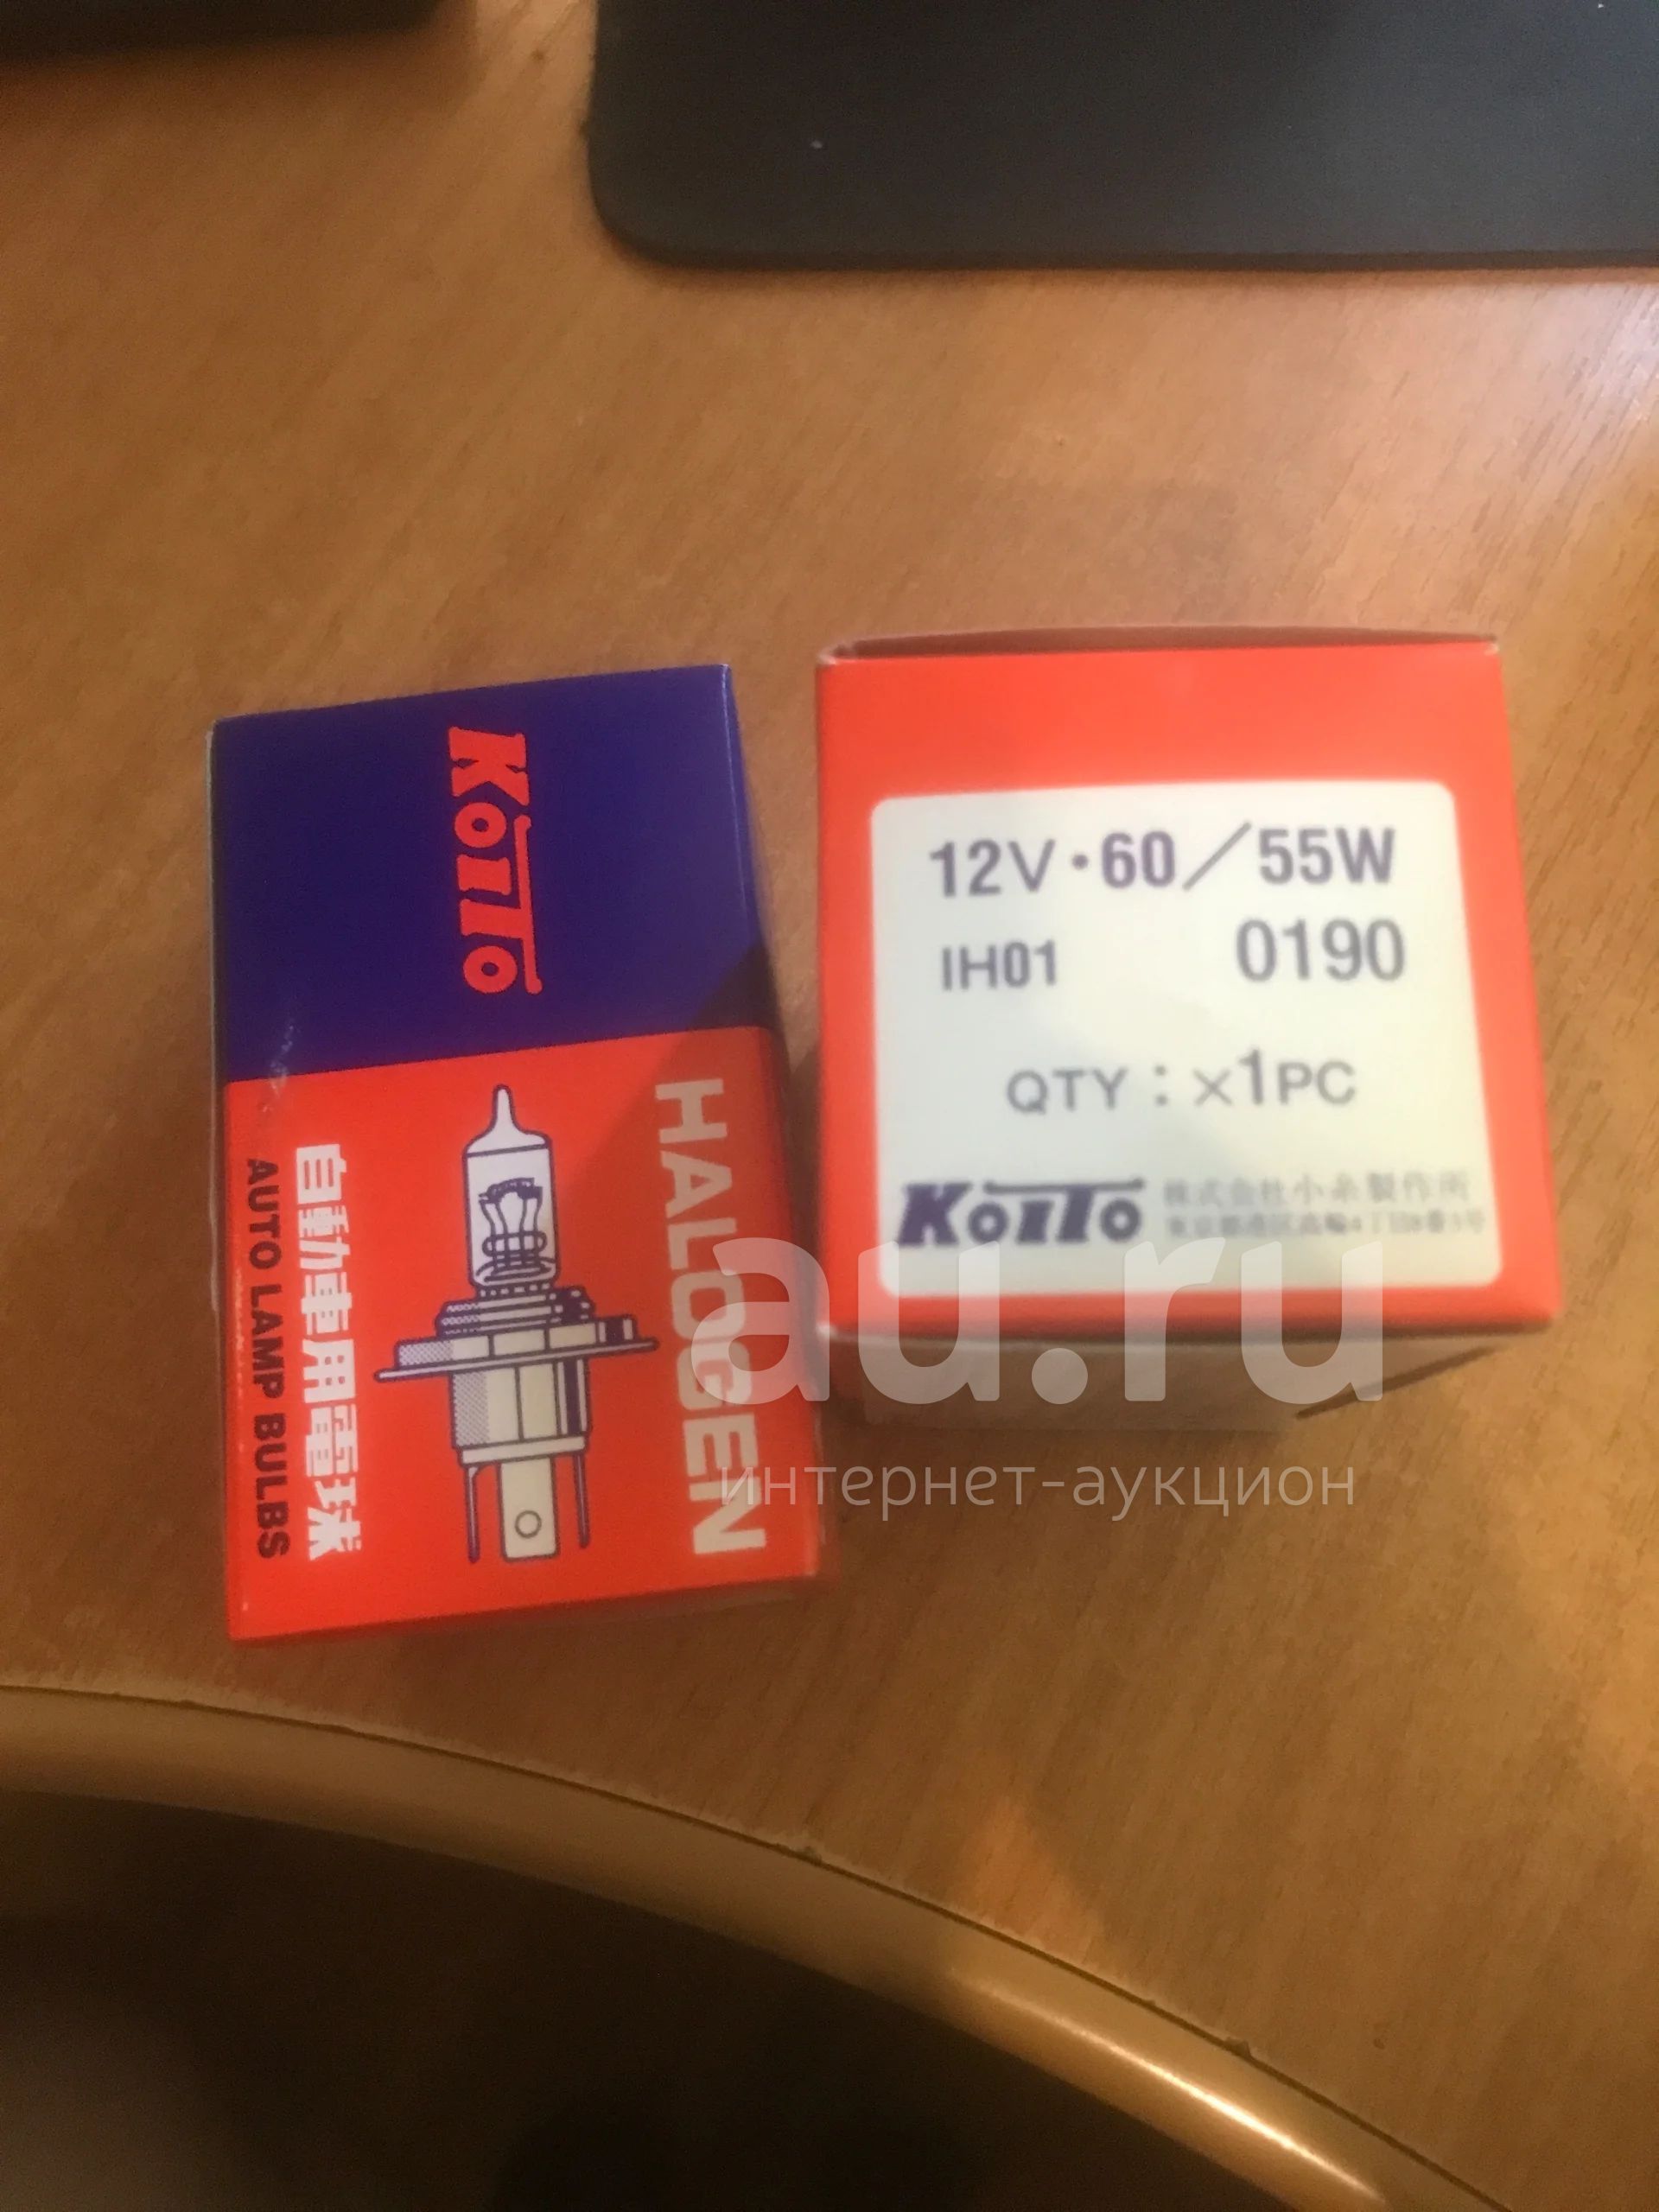 KOITO
HALOGEN
自動車用電球
AUTO LAMP BULBS
12V・60／55W
IH01 0190
QTY：×1PC
KOITO 株式会社小糸製作所
au.ru
интернет-аукцион